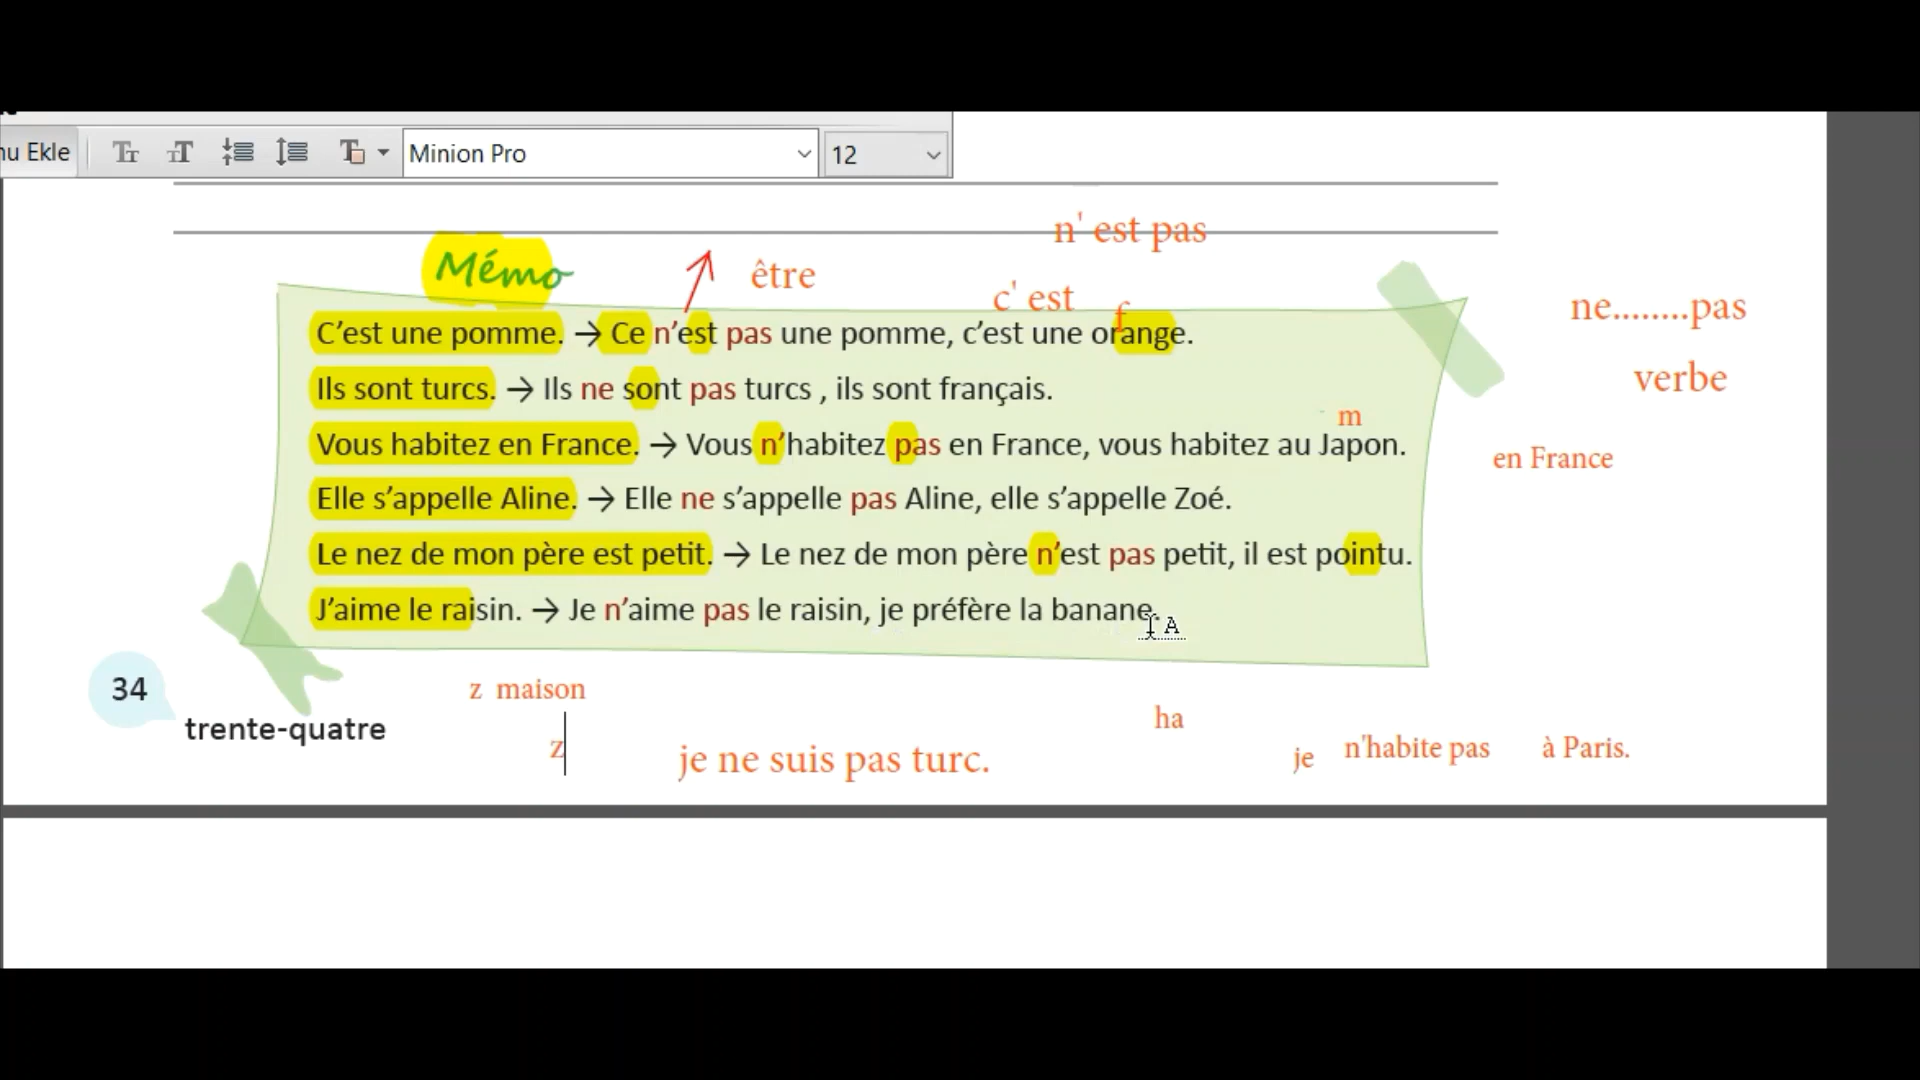 nu Ekle
Minion Pro
12
n' est pas
Mémo
être
c' est
f
ne........pas
C’est une pomme. → Ce n’est pas une pomme, c’est une orange.
verbe
Ils sont turcs. → Ils ne sont pas turcs , ils sont français.
m
Vous habitez en France. → Vous n’habitez pas en France, vous habitez au Japon.
en France
Elle s’appelle Aline. → Elle ne s’appelle pas Aline, elle s’appelle Zoé.
Le nez de mon père est petit. → Le nez de mon père n’est pas petit, il est pointu.
J’aime le raisin. → Je n’aime pas le raisin, je préfère la banane.
34
z maison
trente-quatre
ha
z
je ne suis pas turc.
je n'habite pas à Paris.